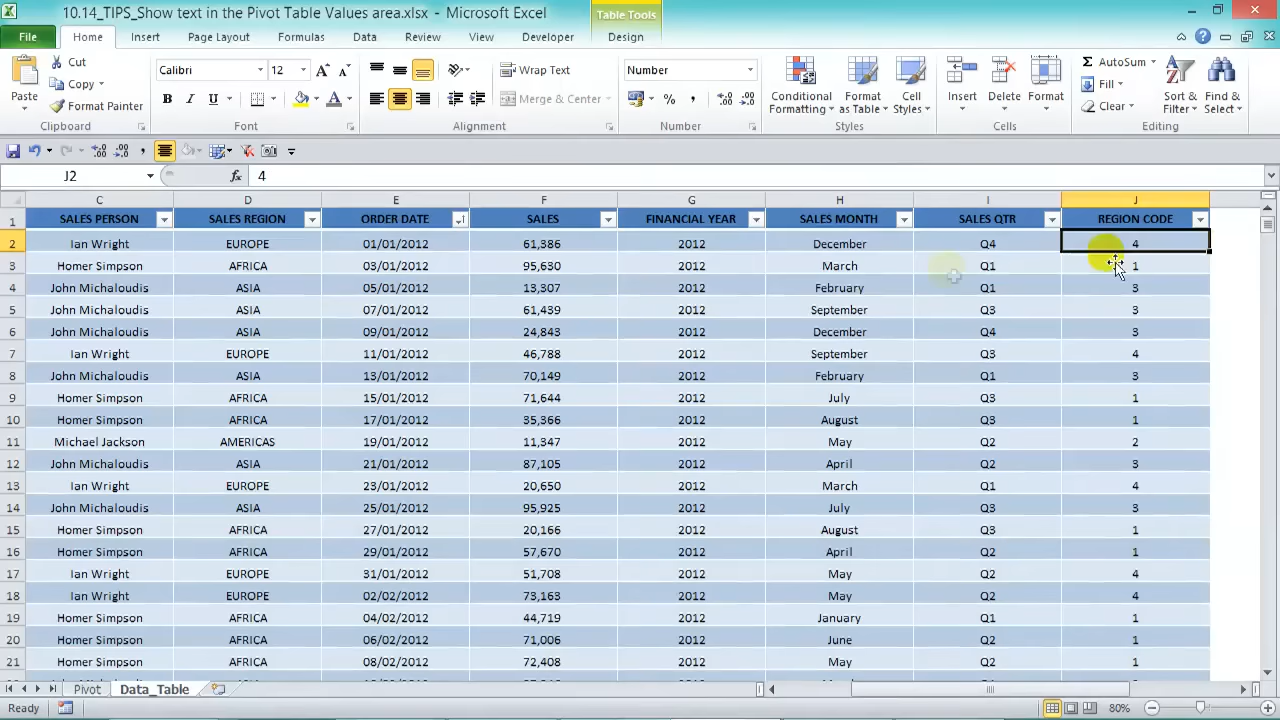 10.14_TIPS_Show text in the Pivot Table Values area.xlsx - Microsoft Excel
Table Tools
File Home Insert Page Layout Formulas Data Review View Developer Design
Paste
Cut
Copy
Format Painter
Clipboard
Calibri 12
B I U A
Font
Wrap Text
Merge & Center
Alignment
Number
% ,
Number
Conditional Formatting
Format as Table
Cell Styles
Styles
Insert Delete Format
Cells
Σ AutoSum
Fill
Clear
Sort & Filter
Find & Select
Editing
J2 fx 4
C D E F G H I J
1 SALES PERSON SALES REGION ORDER DATE SALES FINANCIAL YEAR SALES MONTH SALES QTR REGION CODE
2 Ian Wright EUROPE 01/01/2012 61,386 2012 December Q4 4
3 Homer Simpson AFRICA 03/01/2012 95,630 2012 March Q1 1
4 John Michaloudis ASIA 05/01/2012 13,307 2012 February Q1 3
5 John Michaloudis ASIA 07/01/2012 61,439 2012 September Q3 3
6 John Michaloudis ASIA 09/01/2012 24,843 2012 December Q4 3
7 Ian Wright EUROPE 11/01/2012 46,788 2012 September Q3 4
8 John Michaloudis ASIA 13/01/2012 70,149 2012 February Q1 3
9 Homer Simpson AFRICA 15/01/2012 71,644 2012 July Q3 1
10 Homer Simpson AFRICA 17/01/2012 35,366 2012 August Q3 1
11 Michael Jackson AMERICAS 19/01/2012 11,347 2012 May Q2 2
12 John Michaloudis ASIA 21/01/2012 87,105 2012 April Q2 3
13 Ian Wright EUROPE 23/01/2012 20,650 2012 March Q1 4
14 John Michaloudis ASIA 25/01/2012 95,925 2012 July Q3 3
15 Homer Simpson AFRICA 27/01/2012 20,166 2012 August Q3 1
16 Homer Simpson AFRICA 29/01/2012 57,670 2012 April Q2 1
17 Ian Wright EUROPE 31/01/2012 51,708 2012 May Q2 4
18 Ian Wright EUROPE 02/02/2012 73,163 2012 May Q2 4
19 Homer Simpson AFRICA 04/02/2012 44,719 2012 January Q1 1
20 Homer Simpson AFRICA 06/02/2012 71,006 2012 June Q2 1
21 Homer Simpson AFRICA 08/02/2012 72,408 2012 May Q2 1
Pivot Data_Table
Ready 80%